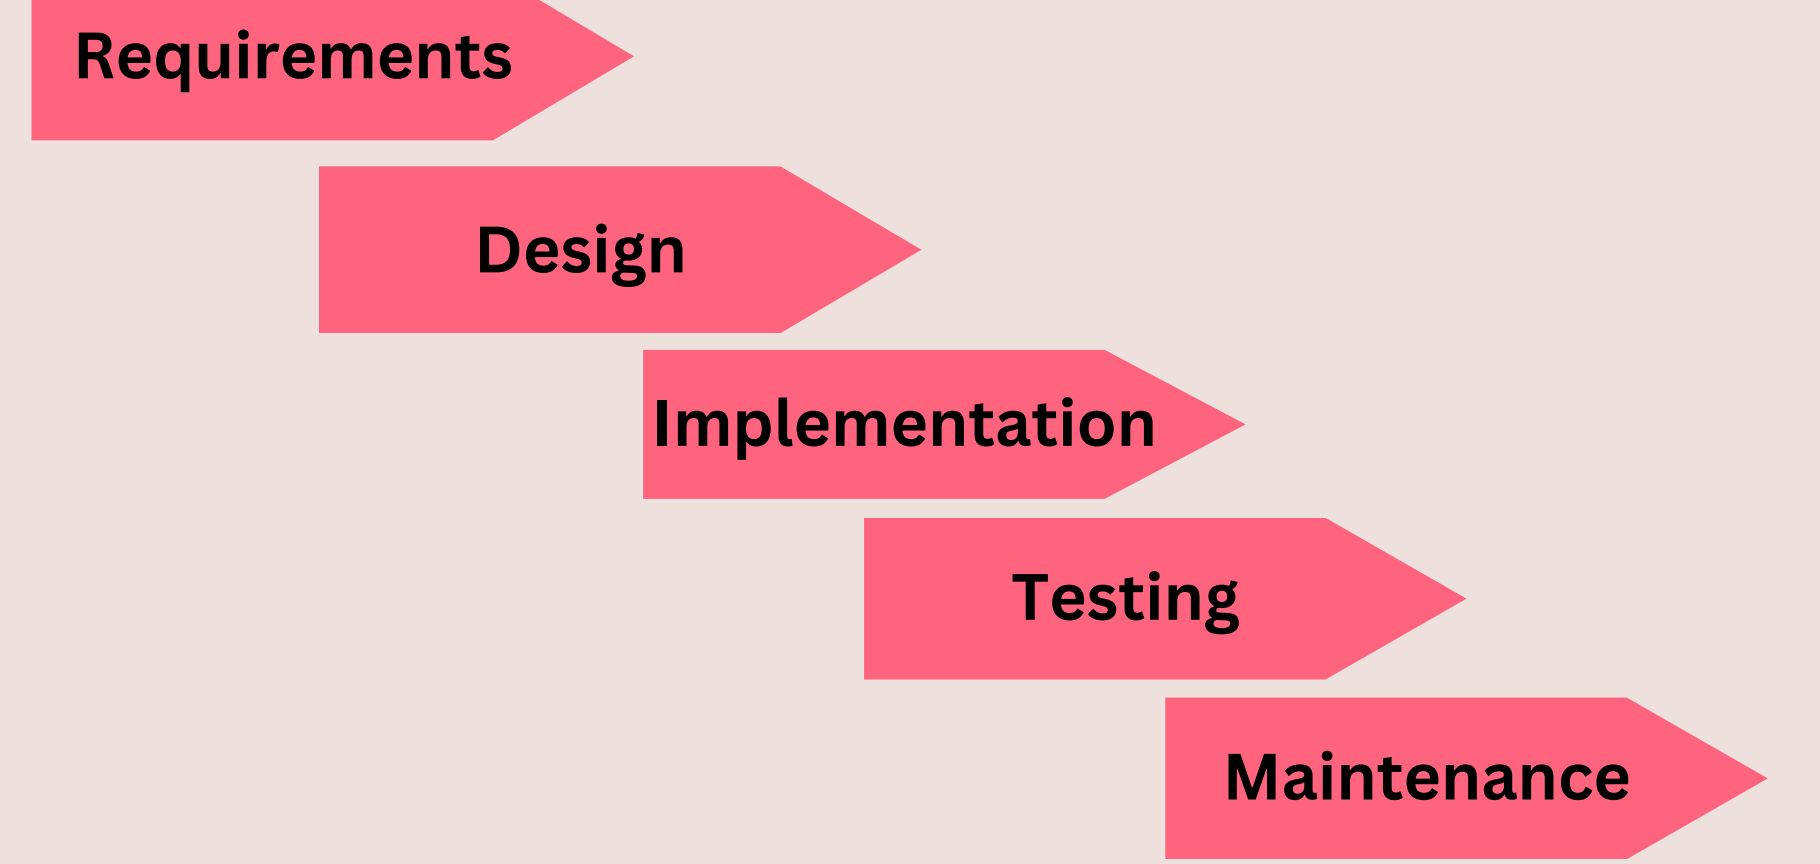 Requirements
Design
Implementation
Testing
Maintenance